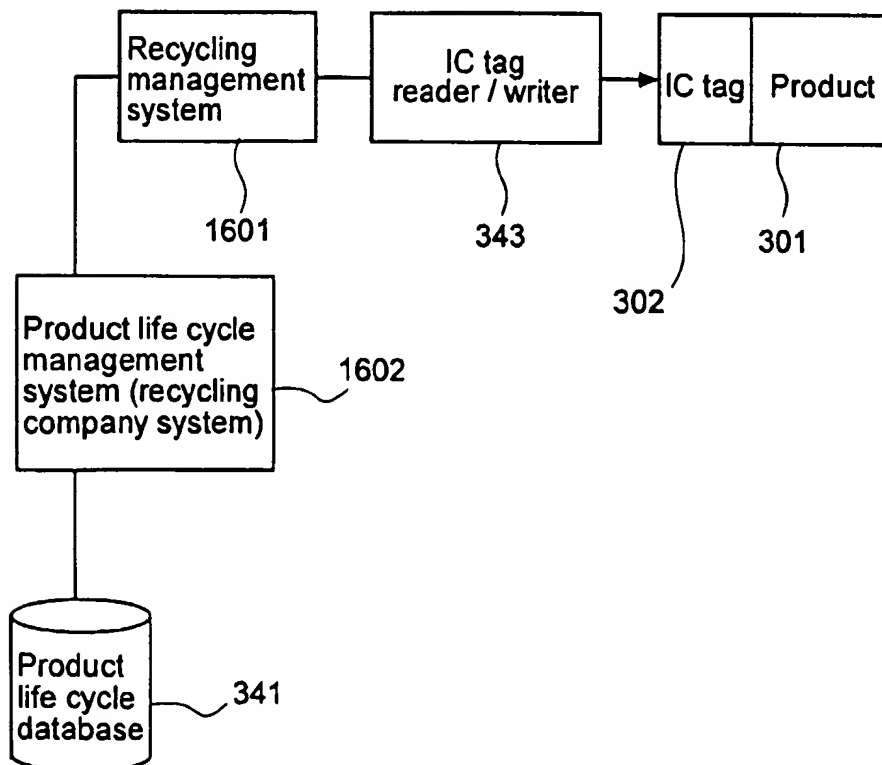 Recycling
management
system
IC tag
reader / writer
IC tag
Product
1601
343
302
301
Product life cycle
management
system (recycling
company system)
1602
Product
life cycle
database
341